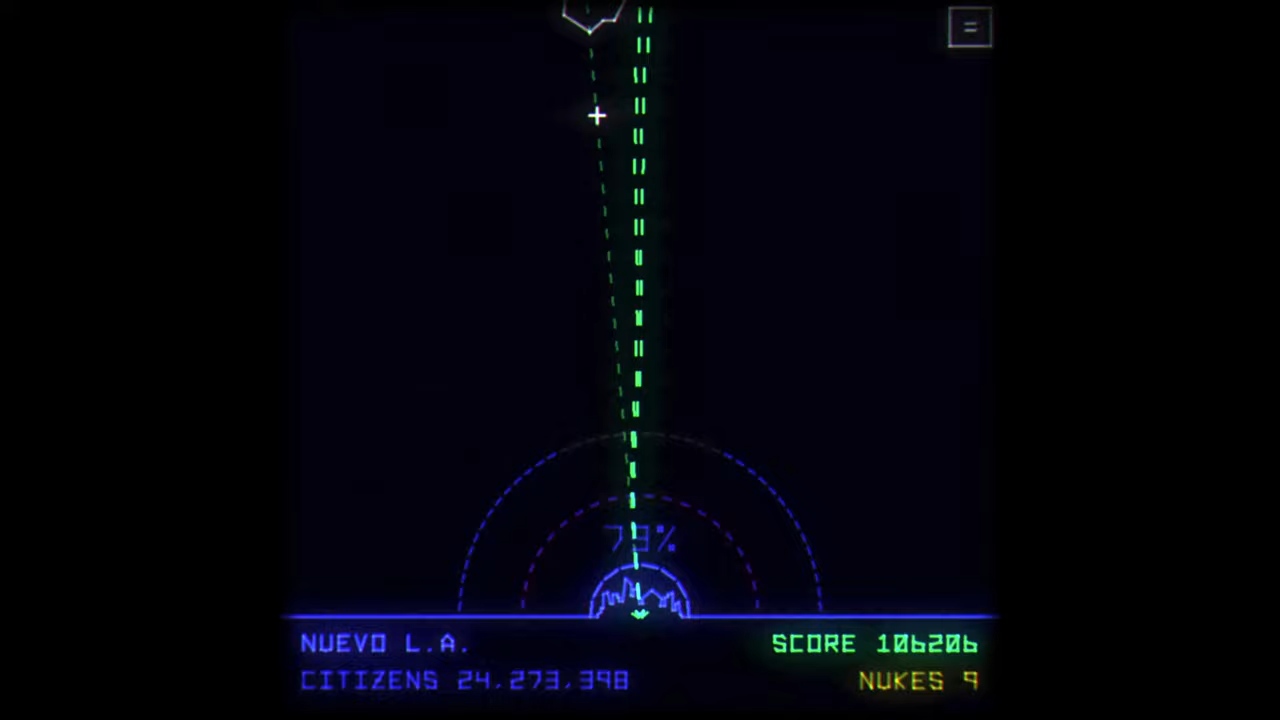 =
79%
NUEVO L.A.
SCORE 106206
CITIZENS 24,273,398
NUKES 9